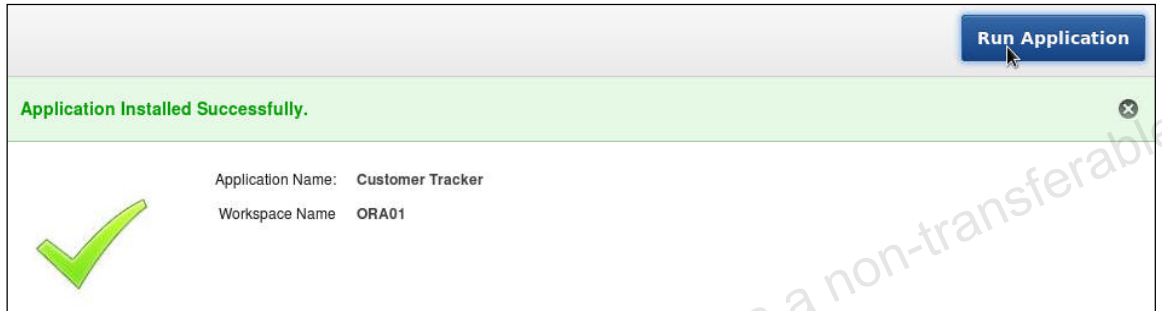 Run Application
Application Installed Successfully.
Application Name: Customer Tracker
Workspace Name ORA01
a non-transferable